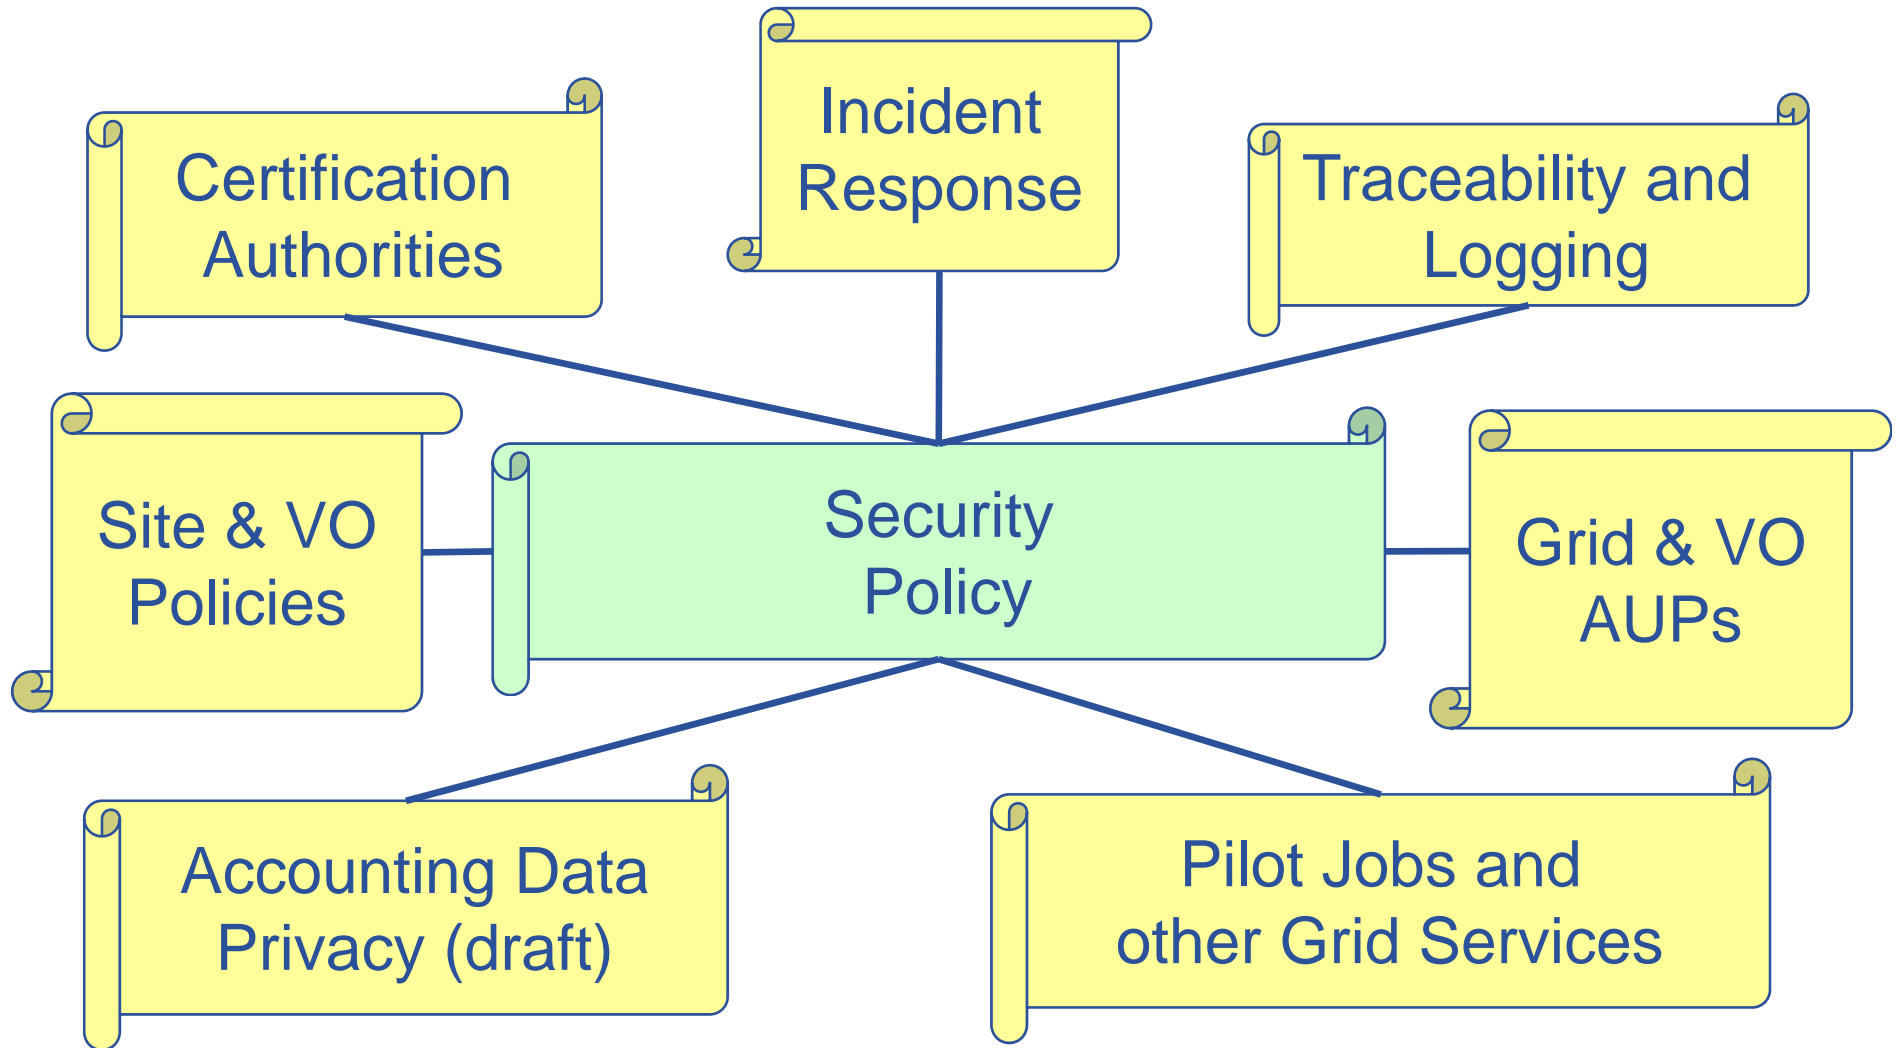 Incident
Response
Certification
Authorities
Traceability and
Logging
Site & VO
Policies
Security
Policy
Grid & VO
AUPs
Accounting Data
Privacy (draft)
Pilot Jobs and
other Grid Services